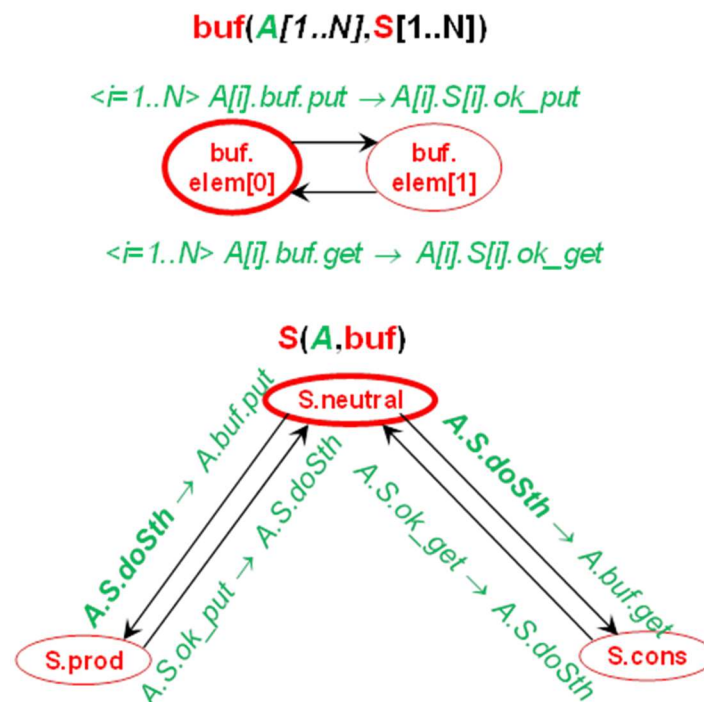 buf(A[1..N],S[1..N])
<i=1..N> A[i].buf.put → A[i].S[i].ok_put
buf.
elem[0]
buf.
elem[1]
<i=1..N> A[i].buf.get → A[i].S[i].ok_get
S(A,buf)
S.neutral
A.S.doSth → A.buf.put
A.S.ok_put → A.S.doSth
A.S.ok_get → A.S.doSth
A.S.doSth → A.buf.get
S.prod
S.cons